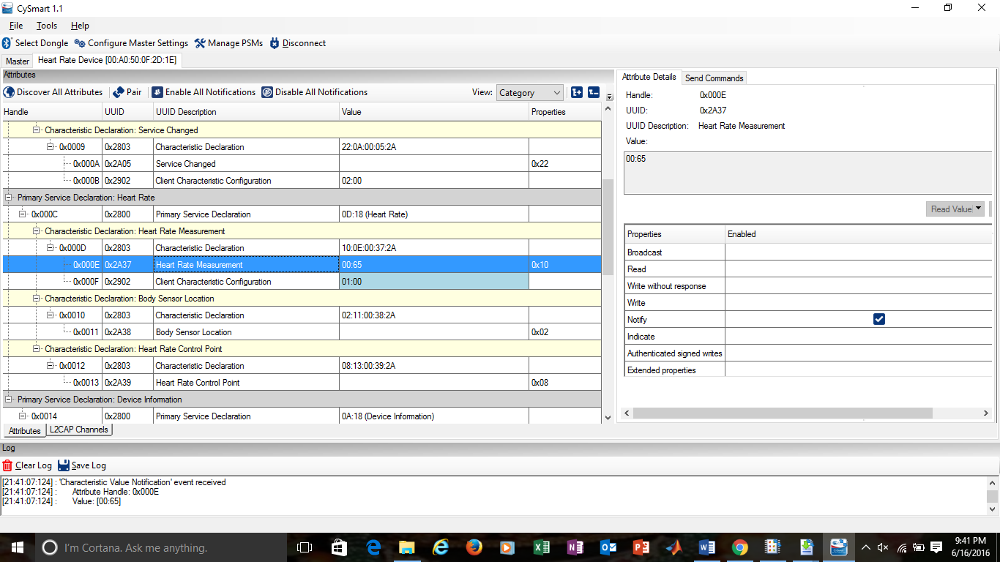 CySmart 1.1
File Tools Help
Select Dongle Configure Master Settings Manage PSMs Disconnect
Master Heart Rate Device [00:A0:50:0F:2D:1E]
Attributes
Discover All Attributes Pair Enable All Notifications Disable All Notifications View: Category
Handle UUID UUID Description Value Properties
Characteristic Declaration: Service Changed
0x0009 0x2803 Characteristic Declaration 22:0A:00:05:2A
0x000A 0x2A05 Service Changed 0x22
0x000B 0x2902 Client Characteristic Configuration 02:00
Primary Service Declaration: Heart Rate
0x000C 0x2800 Primary Service Declaration 0D:18 (Heart Rate)
Characteristic Declaration: Heart Rate Measurement
0x000D 0x2803 Characteristic Declaration 10:0E:00:37:2A
0x000E 0x2A37 Heart Rate Measurement 00:65 0x10
0x000F 0x2902 Client Characteristic Configuration 01:00
Characteristic Declaration: Body Sensor Location
0x0010 0x2803 Characteristic Declaration 02:11:00:38:2A
0x0011 0x2A38 Body Sensor Location 0x02
Characteristic Declaration: Heart Rate Control Point
0x0012 0x2803 Characteristic Declaration 08:13:00:39:2A
0x0013 0x2A39 Heart Rate Control Point 0x08
Primary Service Declaration: Device Information
0x0014 0x2800 Primary Service Declaration 0A:18 (Device Information)
Attributes L2CAP Channels
Attribute Details Send Commands
Handle: 0x000E
UUID: 0x2A37
UUID Description: Heart Rate Measurement
Value:
00:65
Read Value
Properties Enabled
Broadcast
Read
Write without response
Write
Notify
Indicate
Authenticated signed writes
Extended properties
Log
Clear Log Save Log
[21:41:07:124] : 'Characteristic Value Notification' event received
[21:41:07:124] : Attribute Handle: 0x000E
[21:41:07:124] : Value: [00:65]
I'm Cortana. Ask me anything.
9:41 PM
6/16/2016